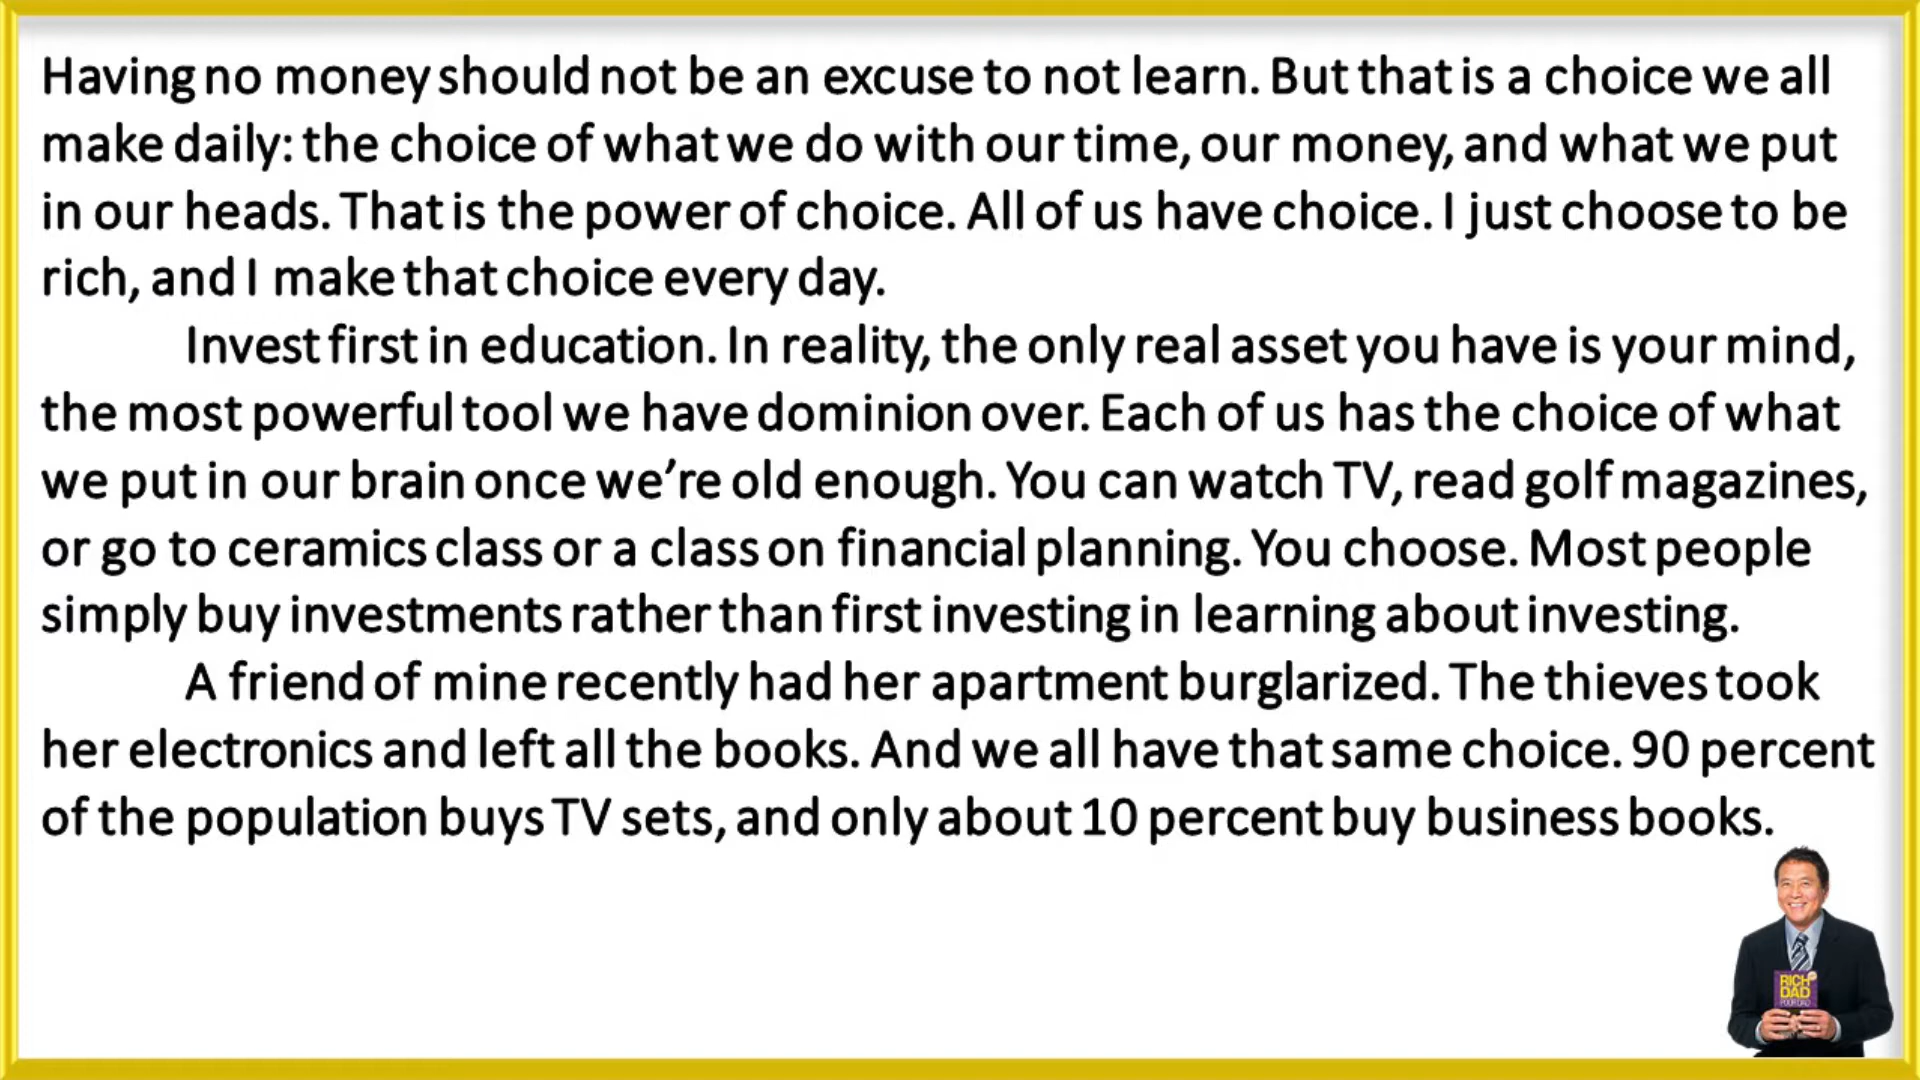 Having no money should not be an excuse to not learn. But that is a choice we all
make daily: the choice of what we do with our time, our money, and what we put
in our heads. That is the power of choice. All of us have choice. I just choose to be
rich, and I make that choice every day.
Invest first in education. In reality, the only real asset you have is your mind,
the most powerful tool we have dominion over. Each of us has the choice of what
we put in our brain once we’re old enough. You can watch TV, read golf magazines,
or go to ceramics class or a class on financial planning. You choose. Most people
simply buy investments rather than first investing in learning about investing.
A friend of mine recently had her apartment burglarized. The thieves took
her electronics and left all the books. And we all have that same choice. 90 percent
of the population buys TV sets, and only about 10 percent buy business books.
RICH
DAD
POOR DAD